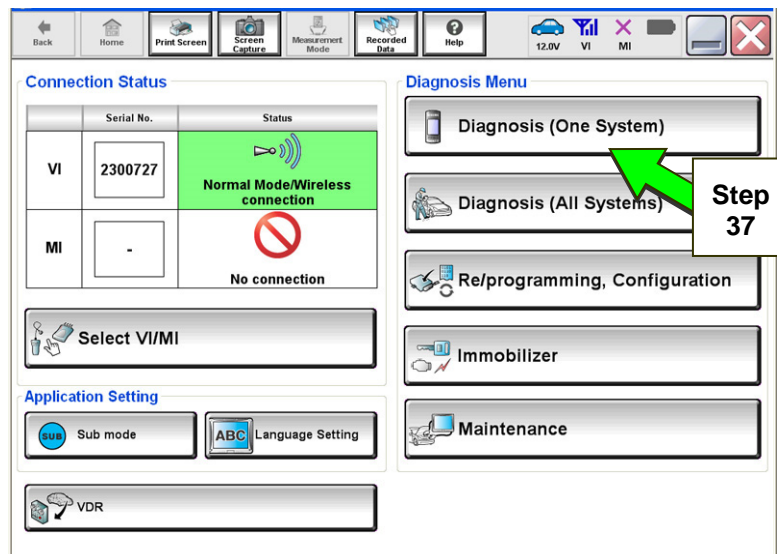 Back
Home
Print Screen
Screen
Capture
Measurement
Mode
Recorded
Data
Help
12.0V
VI
MI
Connection Status
Diagnosis Menu
Serial No.
Status
VI
2300727
Normal Mode/Wireless
connection
MI
-
No connection
Select VI/MI
Application Setting
SUB
Sub mode
ABC
Language Setting
VDR
Diagnosis (One System)
Step
37
Diagnosis (All Systems)
Re/programming, Configuration
Immobilizer
Maintenance